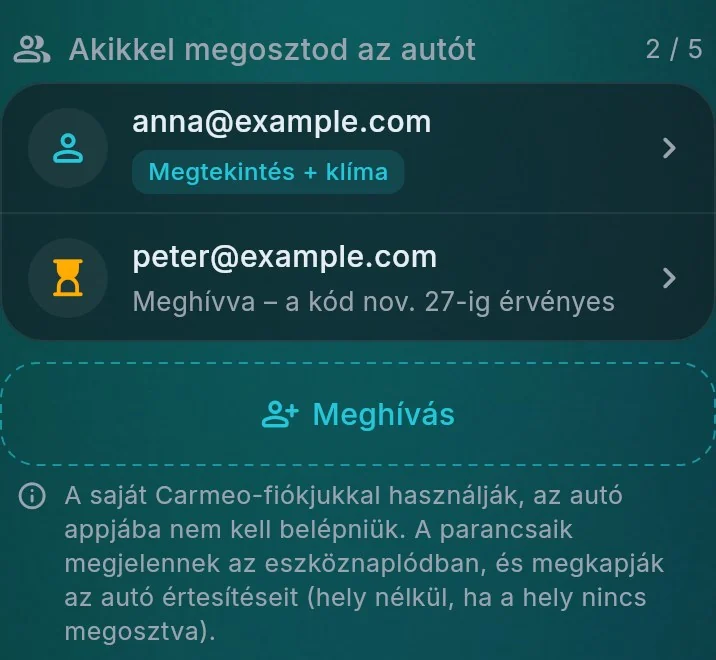 Akikkel megosztod az autót
2 / 5
anna@example.com
Megtekintés + klíma
peter@example.com
Meghívva – a kód nov. 27-ig érvényes
Meghívás
A saját Carmeo-fiókjukkal használják, az autó
appjába nem kell belépniük. A parancsaik
megjelennek az eszköznaplódban, és megkapják
az autó értesítéseit (hely nélkül, ha a hely nincs
megosztva).